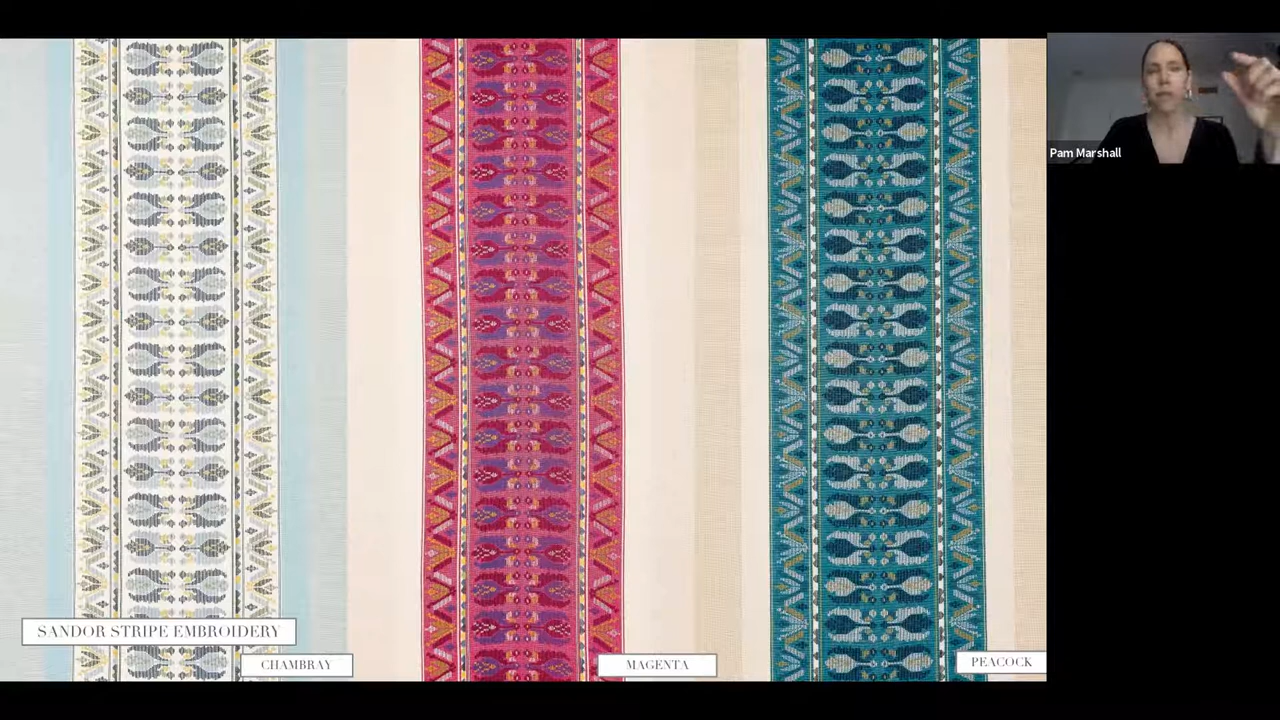 Pam Marshall
SANDOR STRIPE EMBROIDERY
CHAMBRAY
MAGENTA
PEACOCK